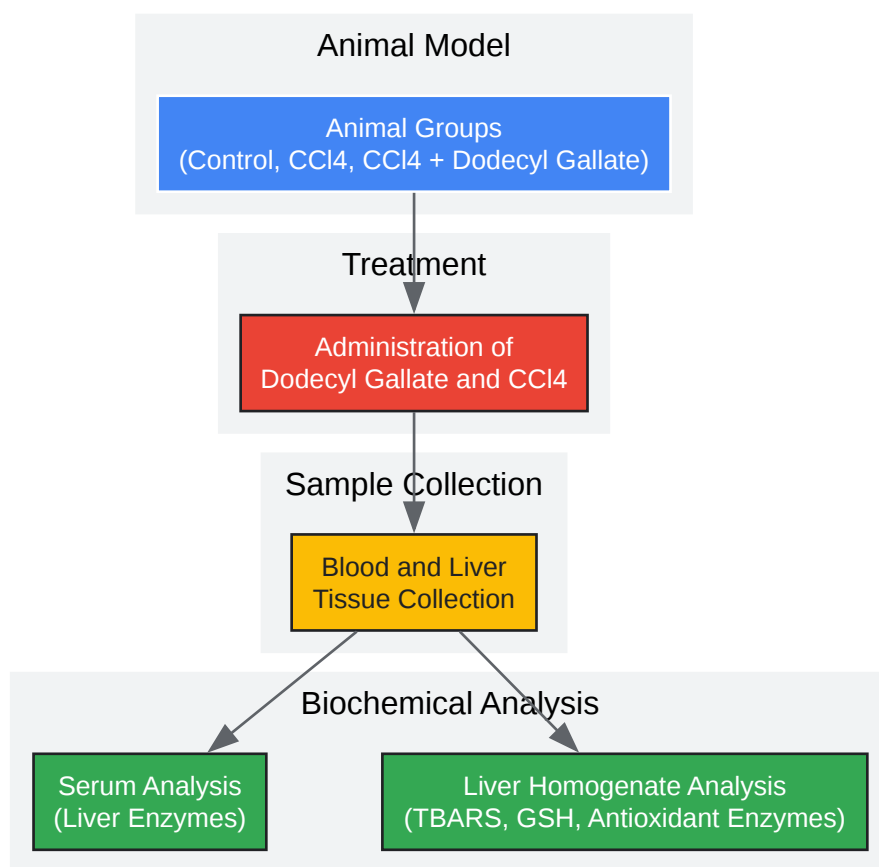 Animal Model
Animal Groups
(Control, CCl4, CCl4 + Dodecyl Gallate)
Treatment
Administration of
Dodecyl Gallate and CCl4
Sample Collection
Blood and Liver
Tissue Collection
Biochemical Analysis
Serum Analysis
(Liver Enzymes)
Liver Homogenate Analysis
(TBARS, GSH, Antioxidant Enzymes)